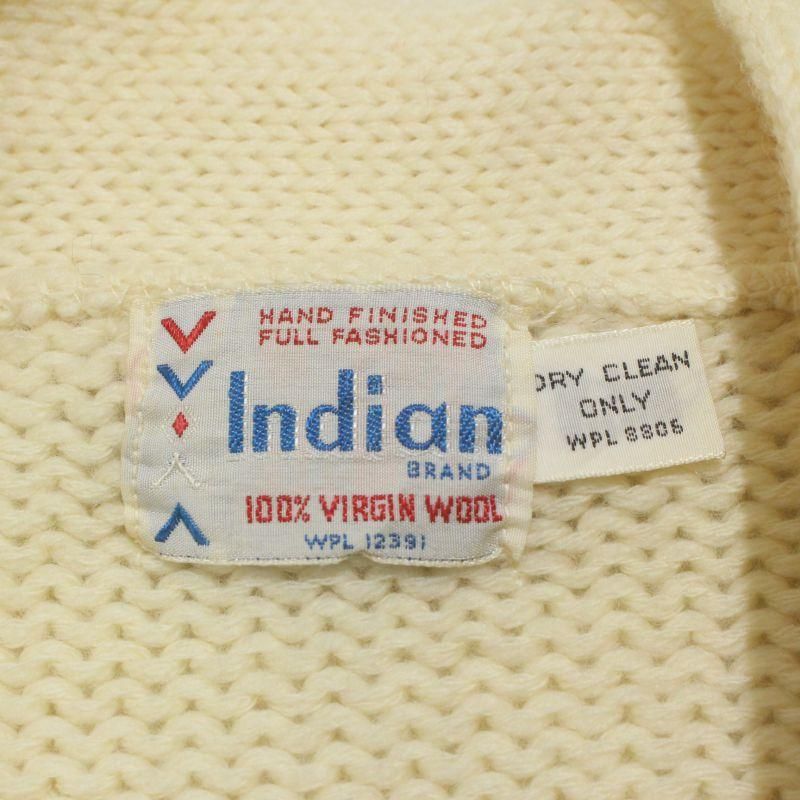 HAND FINISHED
FULL FASHIONED
Indian
BRAND
100% VIRGIN WOOL
WPL 12391
DRY CLEAN
ONLY
WPL 8806